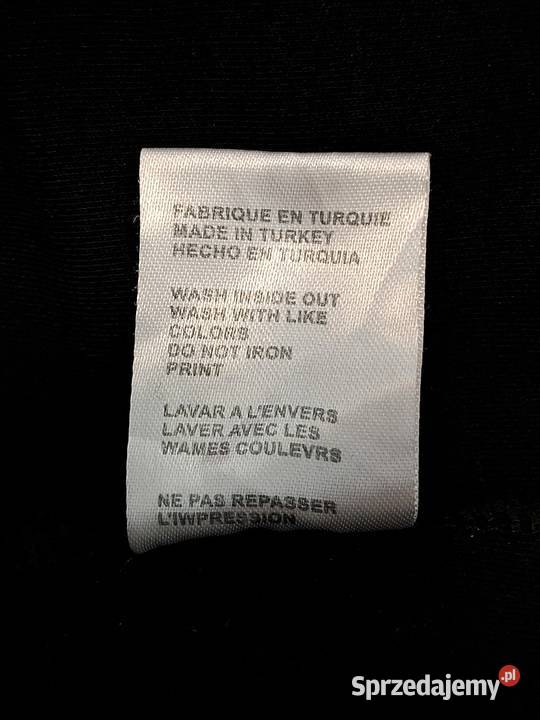 FABRIQUE EN TURQUIE
MADE IN TURKEY
HECHO EN TURQUIA
WASH INSIDE OUT
WASH WITH LIKE
COLORS
DO NOT IRON
PRINT
LAVAR A L'ENVERS
LAVER AVEC LES
WAMES COULEVRS
NE PAS REPASSER
L'IWPRESSION
Sprzedajemy.pl